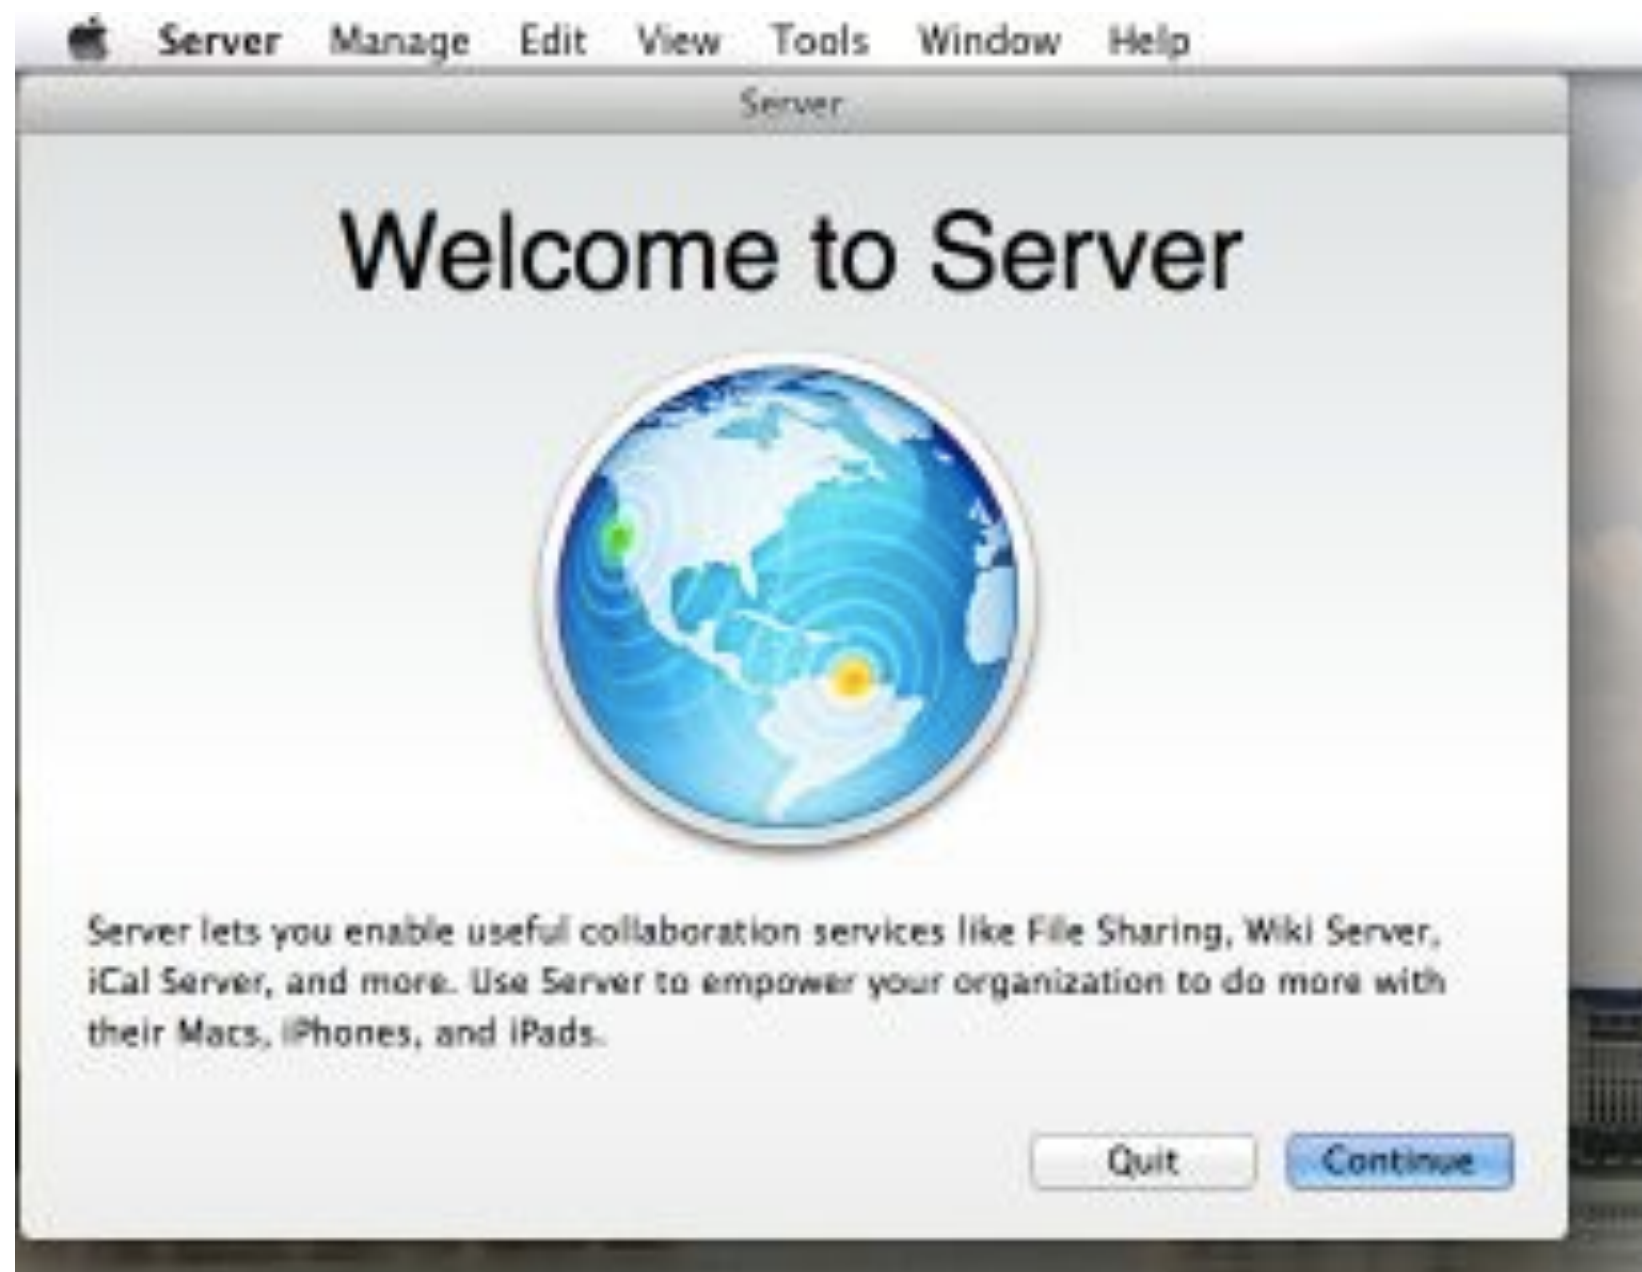 Server Manage Edit View Tools Window Help
Server
Welcome to Server
Server lets you enable useful collaboration services like File Sharing, Wiki Server,
iCal Server, and more. Use Server to empower your organization to do more with
their Macs, iPhones, and iPads.
Quit Continue